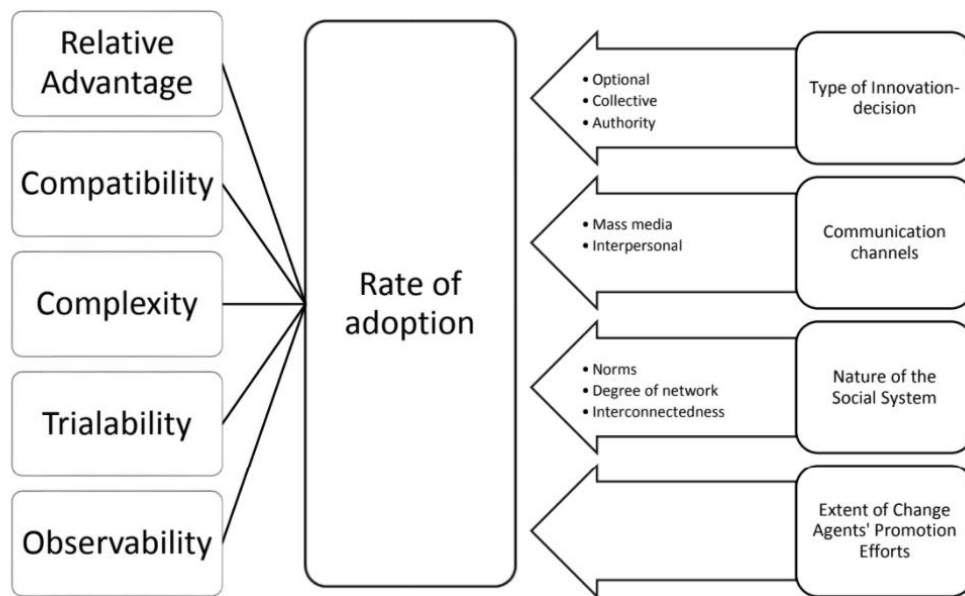 Relative
Advantage
Compatibility
Complexity
Trialability
Observability
Rate of
adoption
• Optional
• Collective
• Authority
Type of Innovation-
decision
• Mass media
• Interpersonal
Communication
channels
• Norms
• Degree of network
• Interconnectedness
Nature of the
Social System
Extent of Change
Agents' Promotion
Efforts